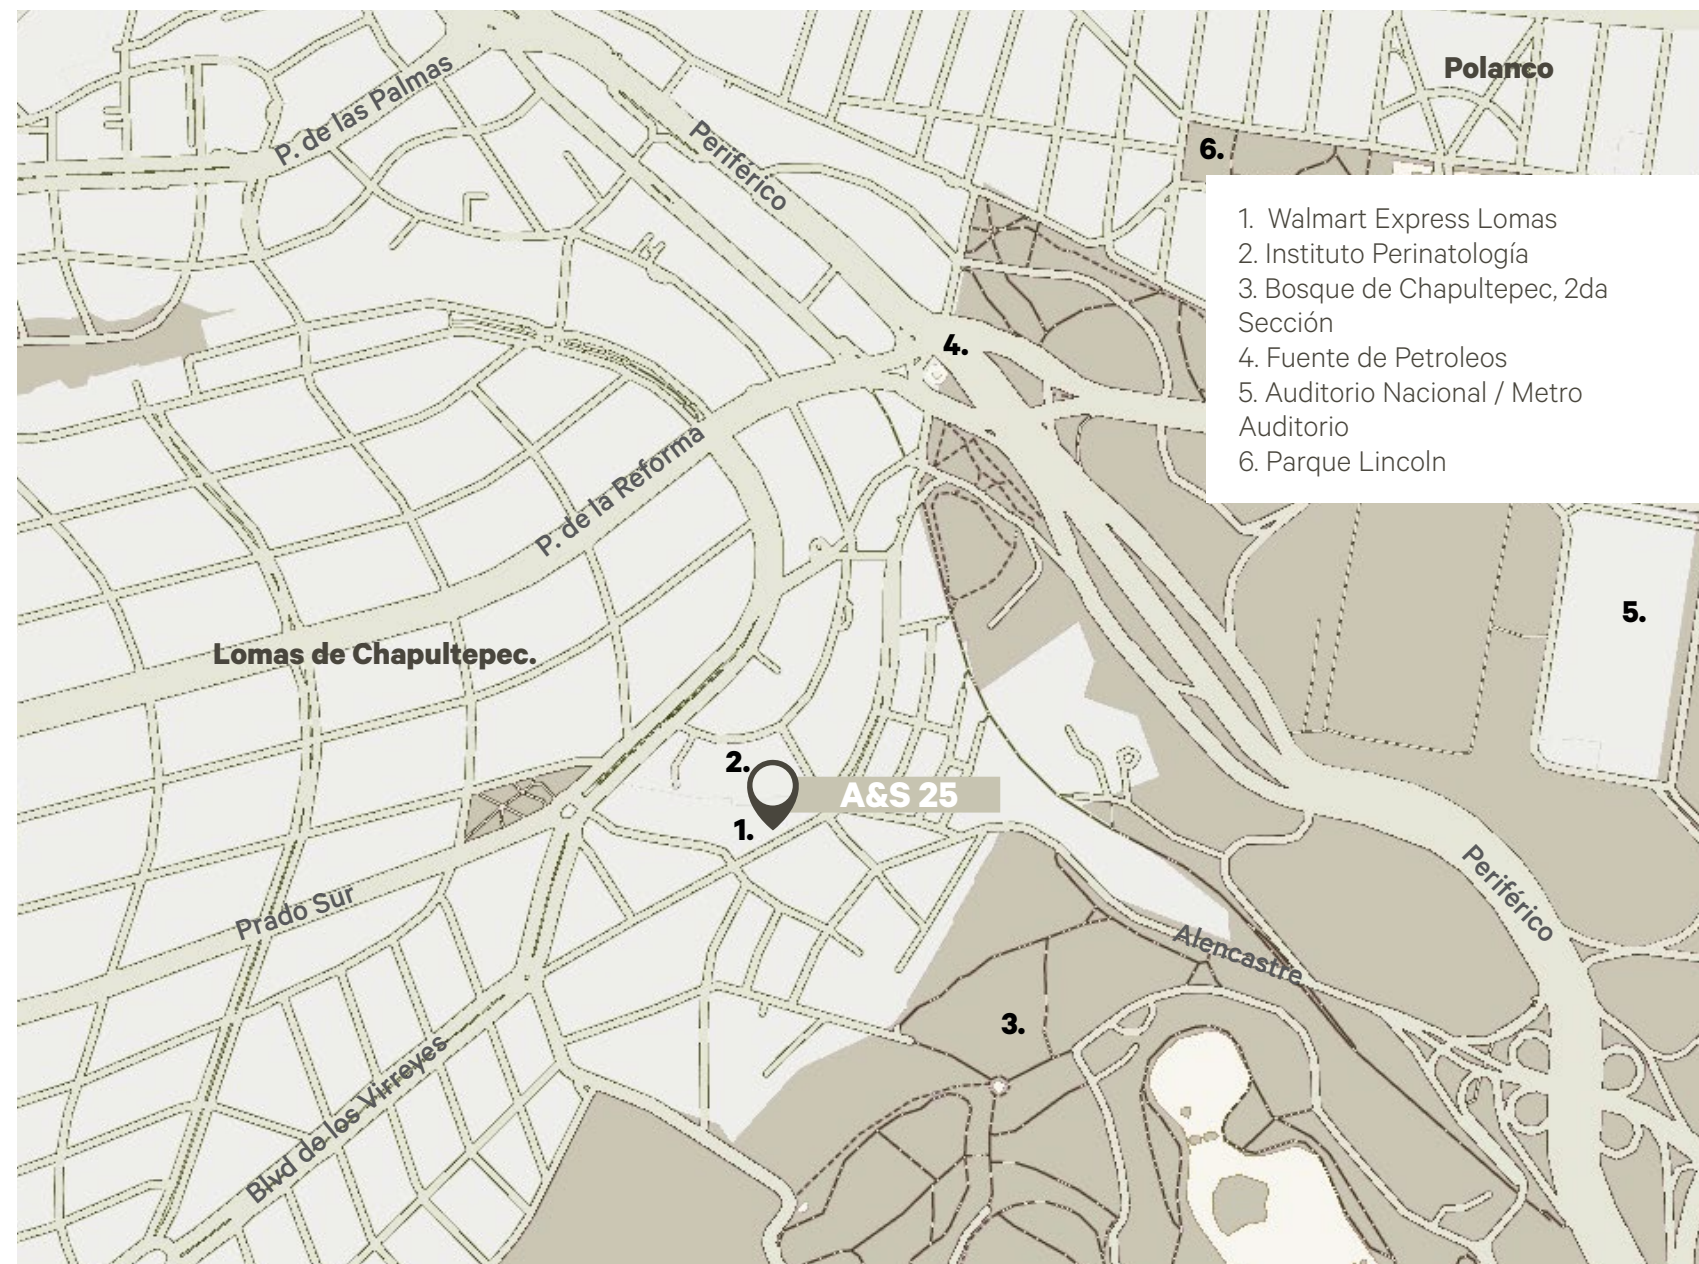 Polanco
P. de las Palmas
Periférico
6.
1. Walmart Express Lomas
2. Instituto Perinatología
3. Bosque de Chapultepec, 2da
Sección
4. Fuente de Petroleos
5. Auditorio Nacional / Metro
Auditorio
6. Parque Lincoln
4.
P. de la Reforma
5.
Lomas de Chapultepec.
2.
A&S 25
1.
Periférico
Prado Sur
Alencastre
3.
Blvd de los Virreyes